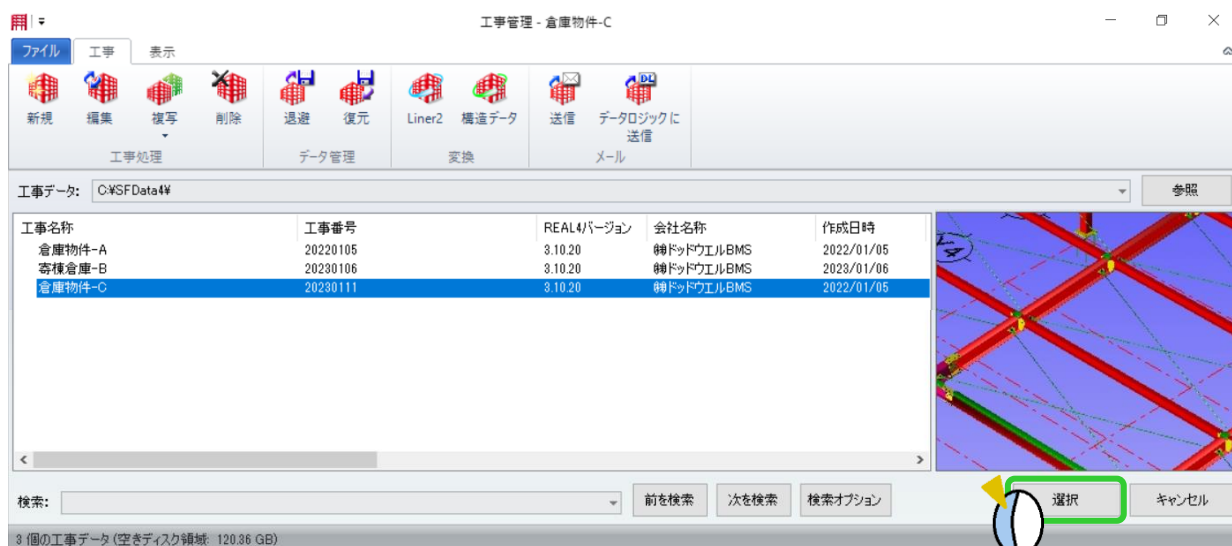 工事管理 - 倉庫物件-C
ファイル 工事 表示
新規 編集 複写 削除 退避 復元 Liner2 構造データ 送信 データロジックに送信
工事処理 データ管理 変換 メール
工事データ: C:¥SFData4¥ 参照
工事名称 工事番号 REAL4バージョン 会社名称 作成日時
倉庫物件-A 20220105 3.10.20 ㈱ドッドウエルBMS 2022/01/05
寄棟倉庫-B 20230106 3.10.20 ㈱ドッドウエルBMS 2023/01/06
倉庫物件-C 20230111 3.10.20 ㈱ドッドウエルBMS 2022/01/05
検索: 前を検索 次を検索 検索オプション 選択 キャンセル
3 個の工事データ (空きディスク領域: 120.36 GB)